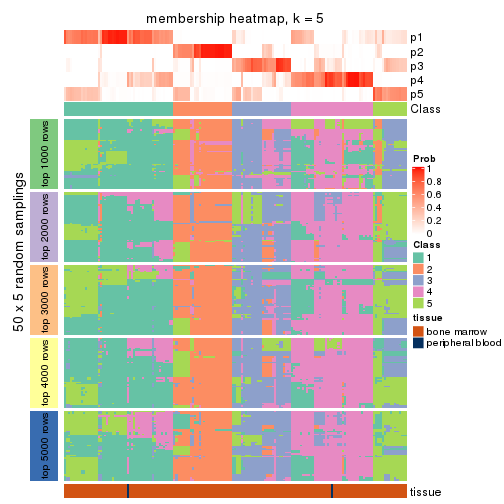 membership heatmap, k = 5
p1
p2
p3
p4
p5
Class
50 x 5 random samplings
top 1000 rows
top 2000 rows
top 3000 rows
top 4000 rows
top 5000 rows
tissue
Prob
1
0.8
0.6
0.4
0.2
0
Class
1
2
3
4
5
tissue
bone marrow
peripheral blood